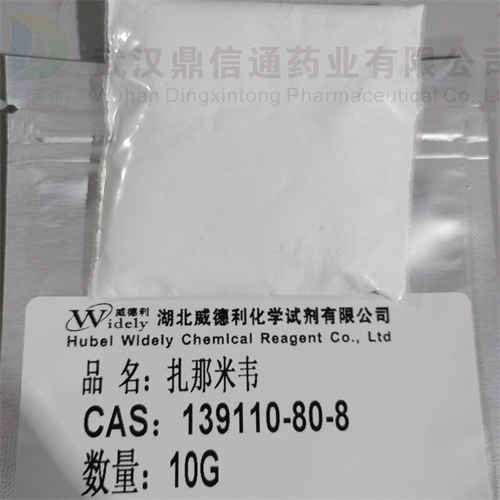 武汉鼎信通药业有限公司
Wuhan Dingxintong Pharmaceutical Co.,Ltd
威德利
Widely
湖北威德利化学试剂有限公司
Hubei Widely Chemical Reagent Co., Ltd
品 名：扎那米韦
CAS：139110-80-8
数量：10G